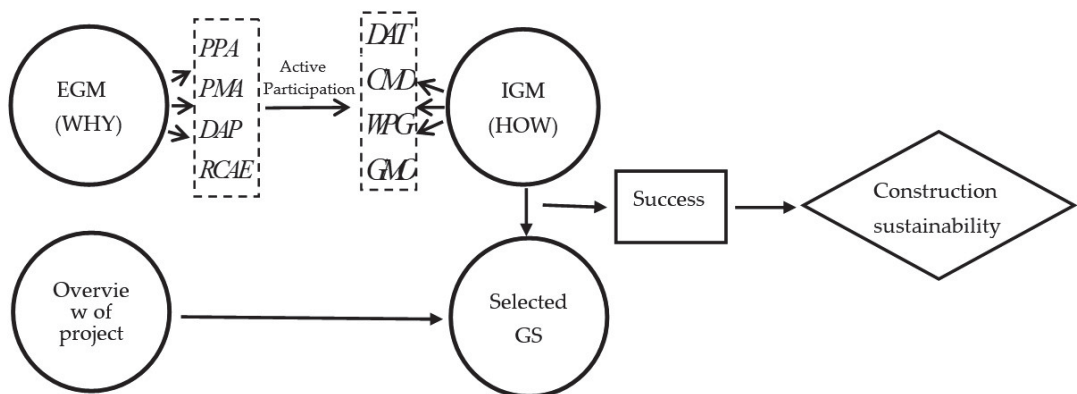 EGM
(WHY)
PPA
PMA
DAP
RCAE
Active
Participation
DAT
CMD
WPG
GMC
IGM
(HOW)
Success
Construction
sustainability
Overvie
w of
project
Selected
GS